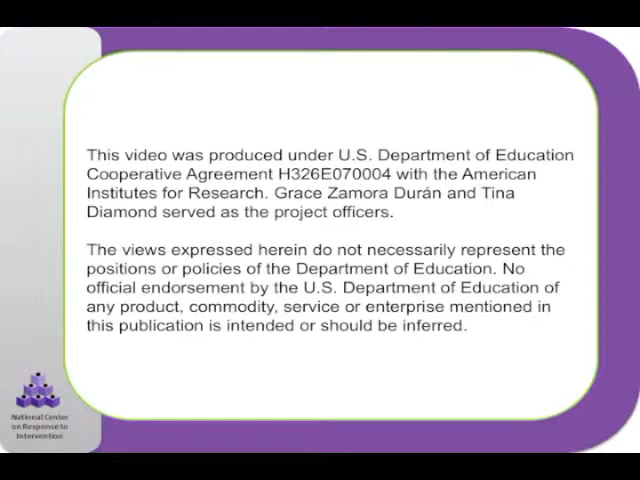 This video was produced under U.S. Department of Education
Cooperative Agreement H326E070004 with the American
Institutes for Research. Grace Zamora Durán and Tina
Diamond served as the project officers.
The views expressed herein do not necessarily represent the
positions or policies of the Department of Education. No
official endorsement by the U.S. Department of Education of
any product, commodity, service or enterprise mentioned in
this publication is intended or should be inferred.
National Center
on Response to
Intervention